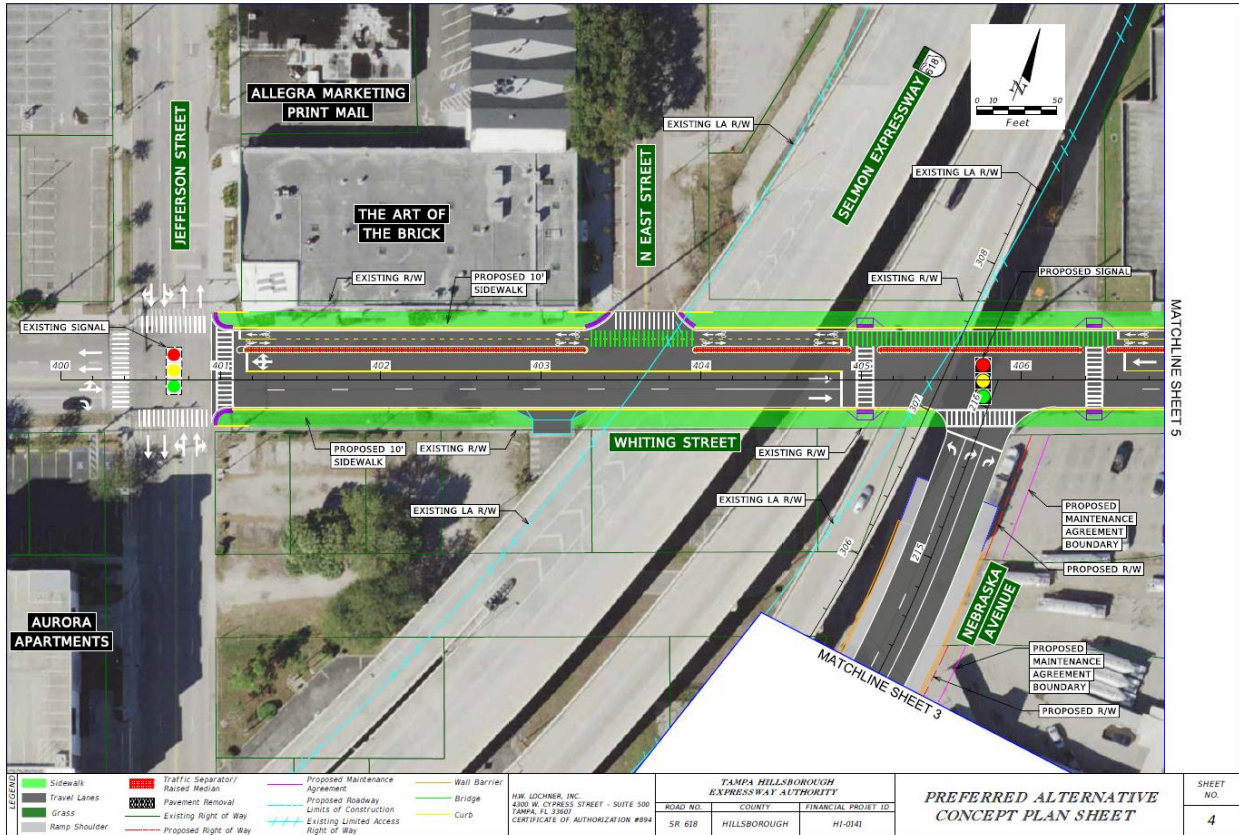 ALLEGRA MARKETING
PRINT MAIL
JEFFERSON STREET
THE ART OF
THE BRICK
N EAST STREET
EXISTING LA R/W
SELMON EXPRESSWAY
618
N
0 10 50
Feet
EXISTING LA R/W
EXISTING R/W
PROPOSED 10'
SIDEWALK
EXISTING R/W
PROPOSED SIGNAL
308
EXISTING SIGNAL
400
401
402
403
404
405
406
307
216
MATCHLINE SHEET 5
PROPOSED 10'
SIDEWALK
EXISTING R/W
WHITING STREET
EXISTING R/W
EXISTING LA R/W
EXISTING LA R/W
306
215
PROPOSED
MAINTENANCE
AGREEMENT
BOUNDARY
PROPOSED R/W
NEBRASKA
AVENUE
AURORA
APARTMENTS
PROPOSED
MAINTENANCE
AGREEMENT
BOUNDARY
PROPOSED R/W
MATCHLINE SHEET 3
LEGEND
Sidewalk
Travel Lanes
Grass
Ramp Shoulder
Traffic Separator/
Raised Median
Pavement Removal
Existing Right of Way
Proposed Right of Way
Proposed Maintenance
Agreement
Proposed Roadway
Limits of Construction
Existing Limited Access
Right of Way
Wall Barrier
Bridge
Curb
H.W. LOCHNER, INC.
4300 W. CYPRESS STREET - SUITE 500
TAMPA, FL 33607
CERTIFICATE OF AUTHORIZATION #894
TAMPA HILLSBOROUGH
EXPRESSWAY AUTHORITY
ROAD NO. COUNTY FINANCIAL PROJET ID
SR 618 HILLSBOROUGH HI-0141
PREFERRED ALTERNATIVE
CONCEPT PLAN SHEET
SHEET
NO.
4